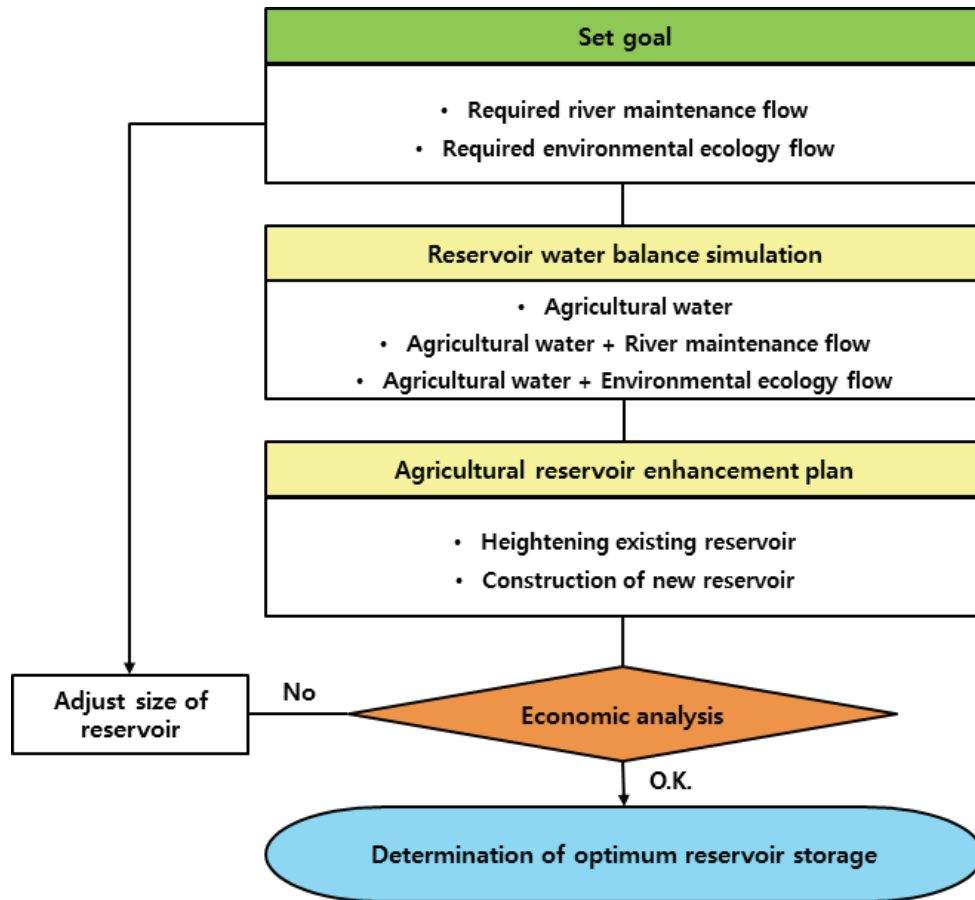 Set goal
• Required river maintenance flow
• Required environmental ecology flow
Reservoir water balance simulation
• Agricultural water
• Agricultural water + River maintenance flow
• Agricultural water + Environmental ecology flow
Agricultural reservoir enhancement plan
• Heightening existing reservoir
• Construction of new reservoir
Adjust size of
reservoir
No
Economic analysis
O.K.
Determination of optimum reservoir storage